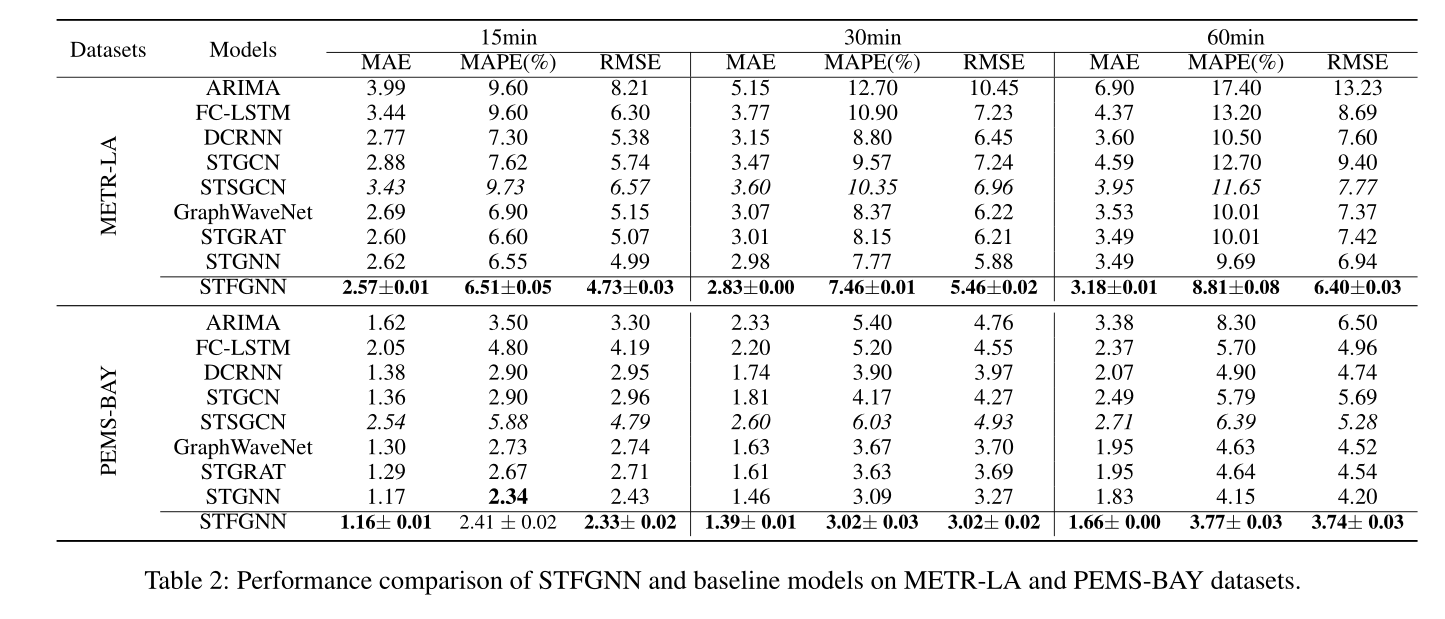 Datasets Models 15min 30min 60min
MAE MAPE(%) RMSE MAE MAPE(%) RMSE MAE MAPE(%) RMSE
METR-LA
ARIMA 3.99 9.60 8.21 5.15 12.70 10.45 6.90 17.40 13.23
FC-LSTM 3.44 9.60 6.30 3.77 10.90 7.23 4.37 13.20 8.69
DCRNN 2.77 7.30 5.38 3.15 8.80 6.45 3.60 10.50 7.60
STGCN 2.88 7.62 5.74 3.47 9.57 7.24 4.59 12.70 9.40
STSGCN 3.43 9.73 6.57 3.60 10.35 6.96 3.95 11.65 7.77
GraphWaveNet 2.69 6.90 5.15 3.07 8.37 6.22 3.53 10.01 7.37
STGRAT 2.60 6.60 5.07 3.01 8.15 6.21 3.49 10.01 7.42
STGNN 2.62 6.55 4.99 2.98 7.77 5.88 3.49 9.69 6.94
STFGNN 2.57±0.01 6.51±0.05 4.73±0.03 2.83±0.00 7.46±0.01 5.46±0.02 3.18±0.01 8.81±0.08 6.40±0.03
PEMS-BAY
ARIMA 1.62 3.50 3.30 2.33 5.40 4.76 3.38 8.30 6.50
FC-LSTM 2.05 4.80 4.19 2.20 5.20 4.55 2.37 5.70 4.96
DCRNN 1.38 2.90 2.95 1.74 3.90 3.97 2.07 4.90 4.74
STGCN 1.36 2.90 2.96 1.81 4.17 4.27 2.49 5.79 5.69
STSGCN 2.54 5.88 4.79 2.60 6.03 4.93 2.71 6.39 5.28
GraphWaveNet 1.30 2.73 2.74 1.63 3.67 3.70 1.95 4.63 4.52
STGRAT 1.29 2.67 2.71 1.61 3.63 3.69 1.95 4.64 4.54
STGNN 1.17 2.34 2.43 1.46 3.09 3.27 1.83 4.15 4.20
STFGNN 1.16± 0.01 2.41 ± 0.02 2.33± 0.02 1.39± 0.01 3.02± 0.03 3.02± 0.02 1.66± 0.00 3.77± 0.03 3.74± 0.03
Table 2: Performance comparison of STFGNN and baseline models on METR-LA and PEMS-BAY datasets.